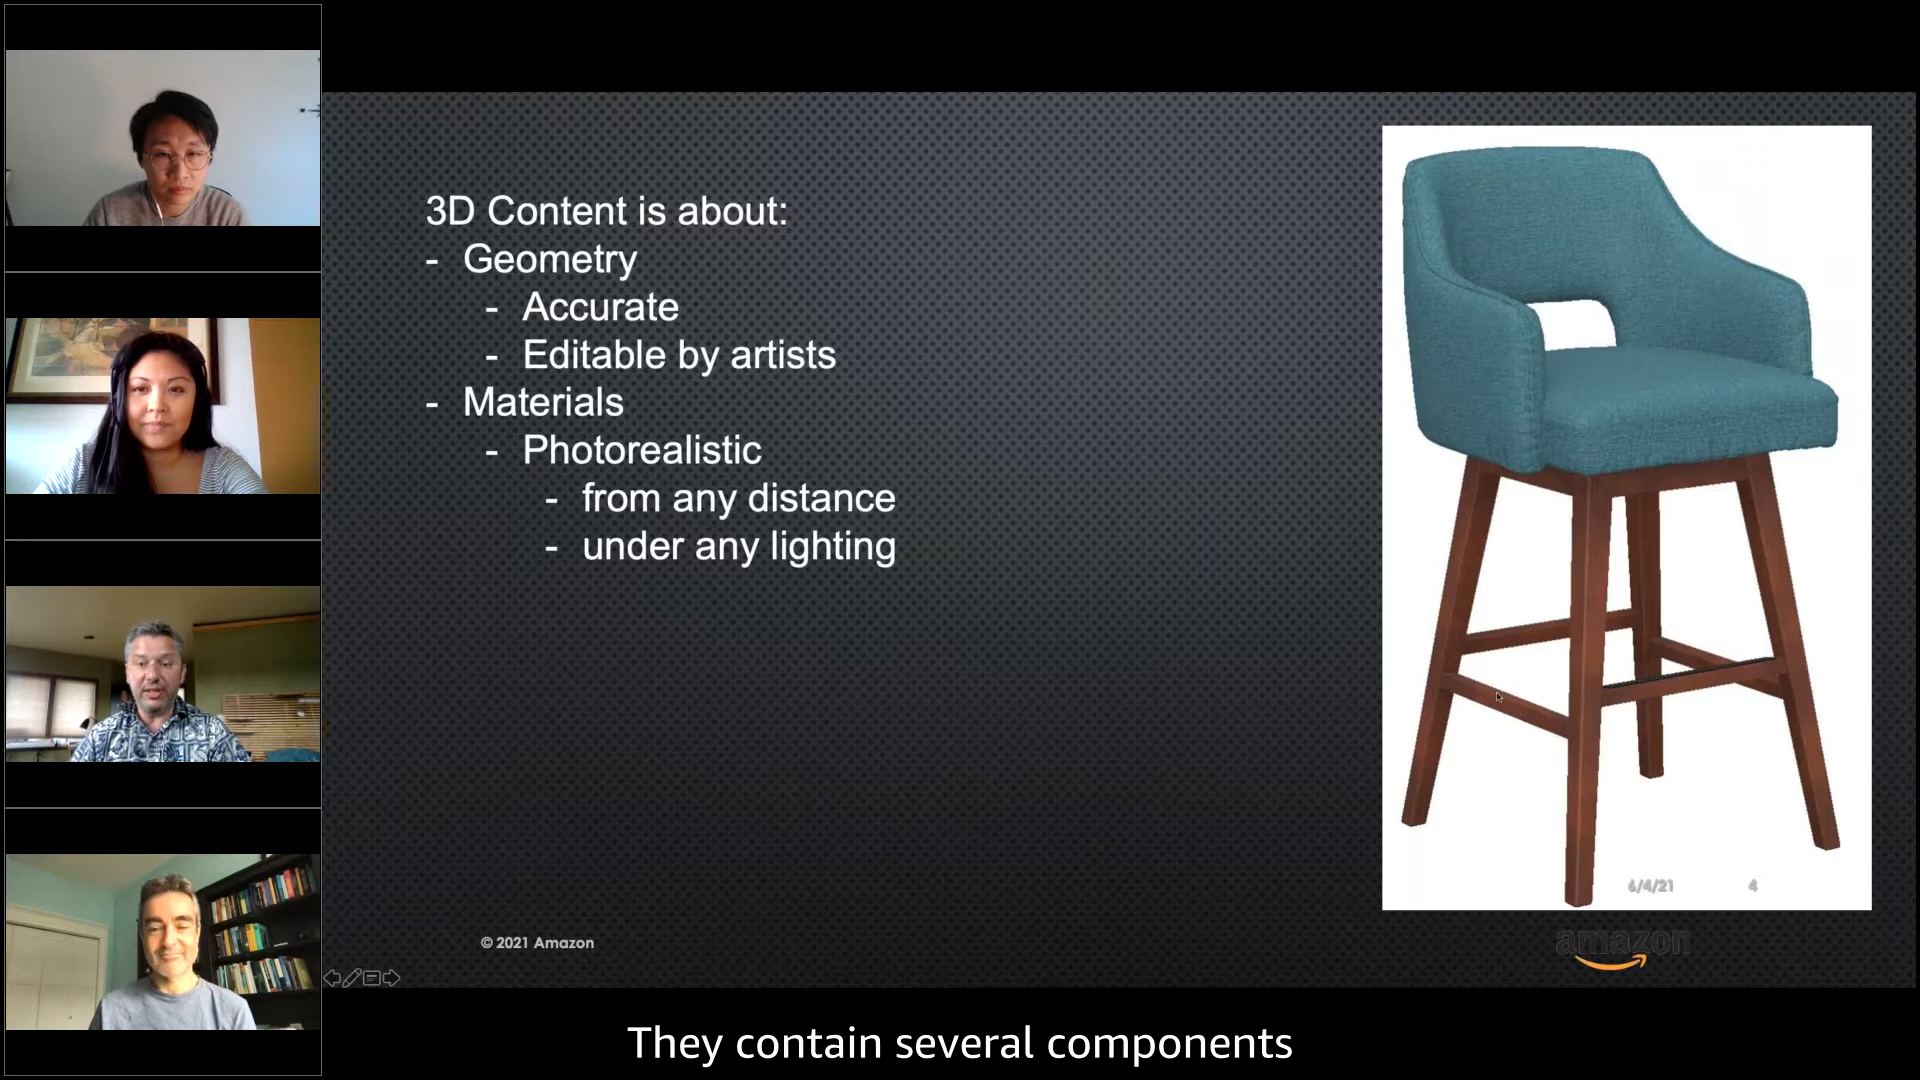 3D Content is about:
- Geometry
- Accurate
- Editable by artists
- Materials
- Photorealistic
- from any distance
- under any lighting
6/4/21 4
© 2021 Amazon
amazon
They contain several components